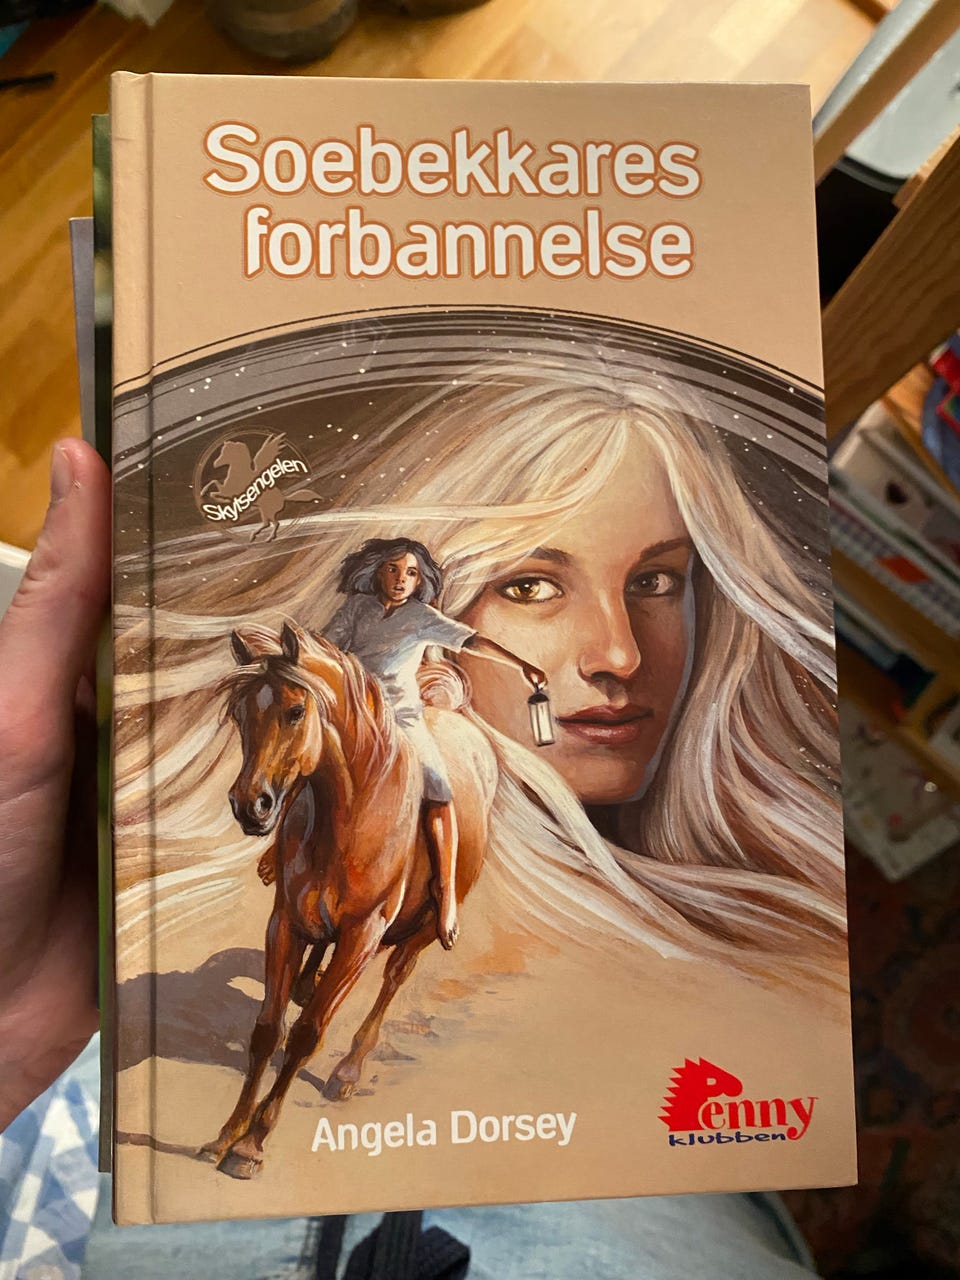 Soebekkares
forbannelse
Skytsengelen
Angela Dorsey
Penny
klubben